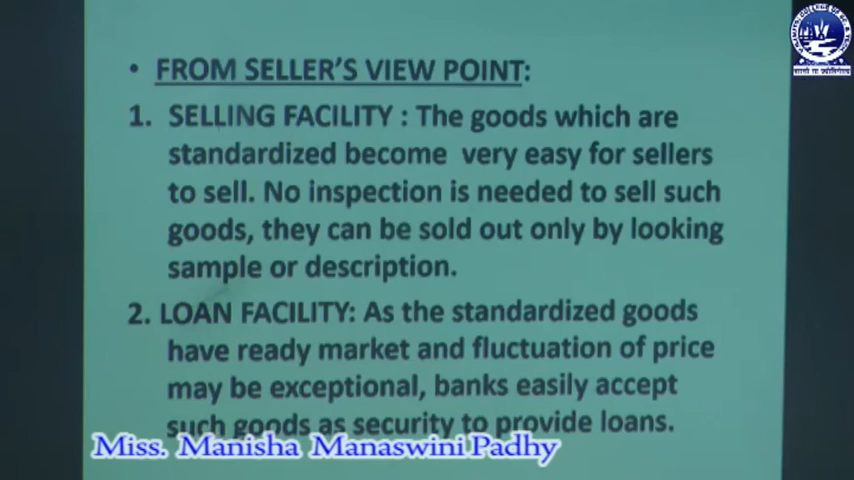 • FROM SELLER'S VIEW POINT:
1. SELLING FACILITY : The goods which are
standardized become very easy for sellers
to sell. No inspection is needed to sell such
goods, they can be sold out only by looking
sample or description.
2. LOAN FACILITY: As the standardized goods
have ready market and fluctuation of price
may be exceptional, banks easily accept
such goods as security to provide loans.
Miss. Manisha Manaswini Padhy